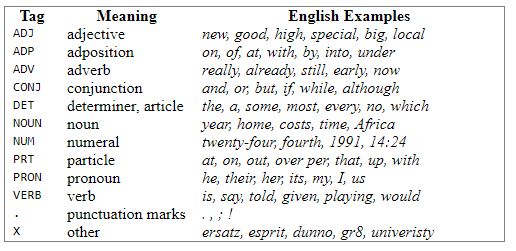 Tag Meaning English Examples
ADJ adjective new, good, high, special, big, local
ADP adposition on, of, at, with, by, into, under
ADV adverb really, already, still, early, now
CONJ conjunction and, or, but, if, while, although
DET determiner, article the, a, some, most, every, no, which
NOUN noun year, home, costs, time, Africa
NUM numeral twenty-four, fourth, 1991, 14:24
PRT particle at, on, out, over per, that, up, with
PRON pronoun he, their, her, its, my, I, us
VERB verb is, say, told, given, playing, would
. punctuation marks . , ; !
X other ersatz, esprit, dunno, gr8, univeristy